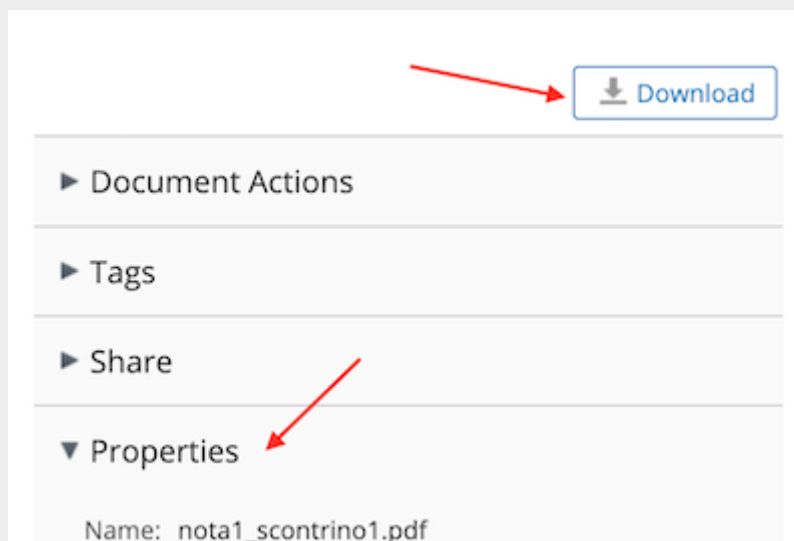 Download
Document Actions
Tags
Share
Properties
Name: nota1_scontrino1.pdf